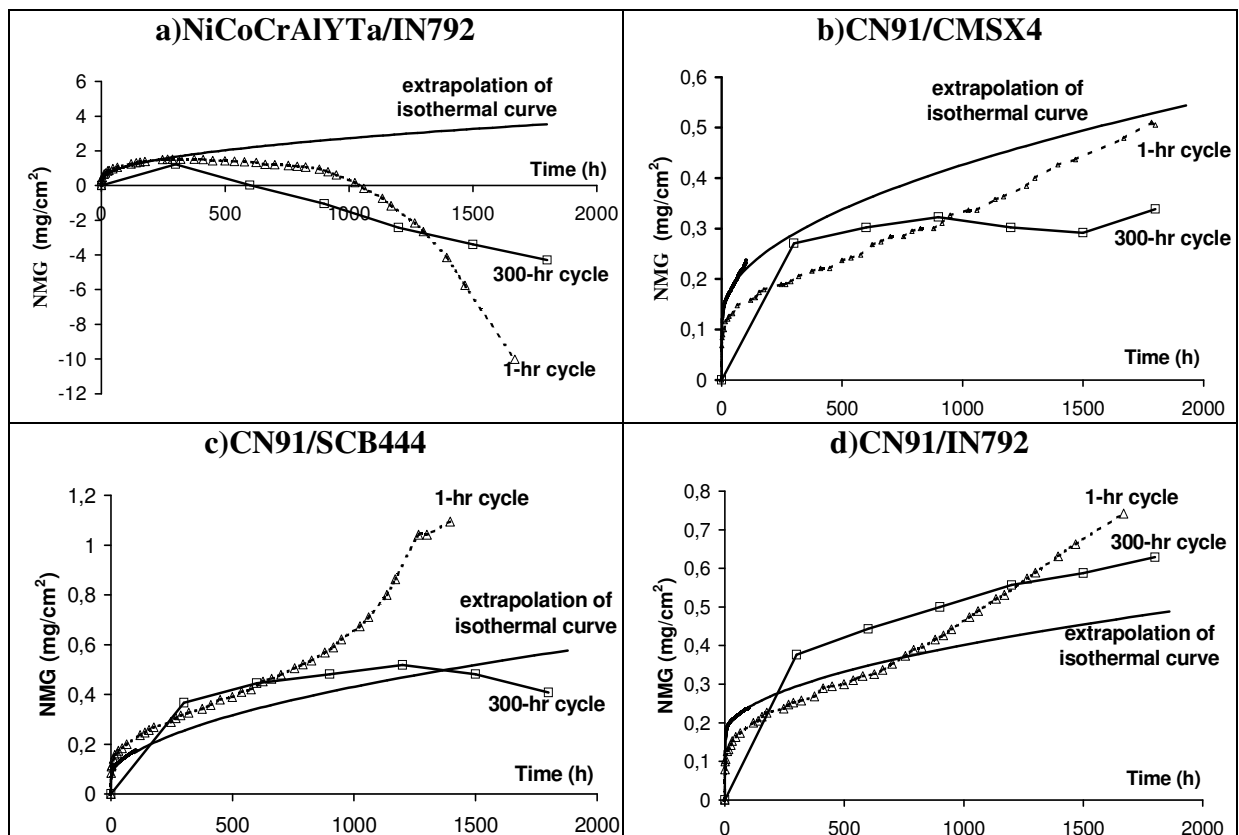 a)NiCoCrAlYTa/IN792
6
4
2
0
-2
-4
-6
-8
-10
-12
NMG (mg/cm²)
extrapolation of
isothermal curve
Time (h)
0
500
1000
1500
2000
300-hr cycle
1-hr cycle
b)CN91/CMSX4
0,6
0,5
0,4
0,3
0,2
0,1
0
NMG (mg/cm²)
extrapolation of
isothermal curve
1-hr cycle
300-hr cycle
Time (h)
0
500
1000
1500
2000
c)CN91/SCB444
1,2
1
0,8
0,6
0,4
0,2
0
NMG (mg/cm²)
1-hr cycle
extrapolation of
isothermal curve
300-hr cycle
Time (h)
0
500
1000
1500
2000
d)CN91/IN792
0,8
0,7
0,6
0,5
0,4
0,3
0,2
0,1
0
NMG (mg/cm²)
1-hr cycle
300-hr cycle
extrapolation of
isothermal curve
Time (h)
0
500
1000
1500
2000